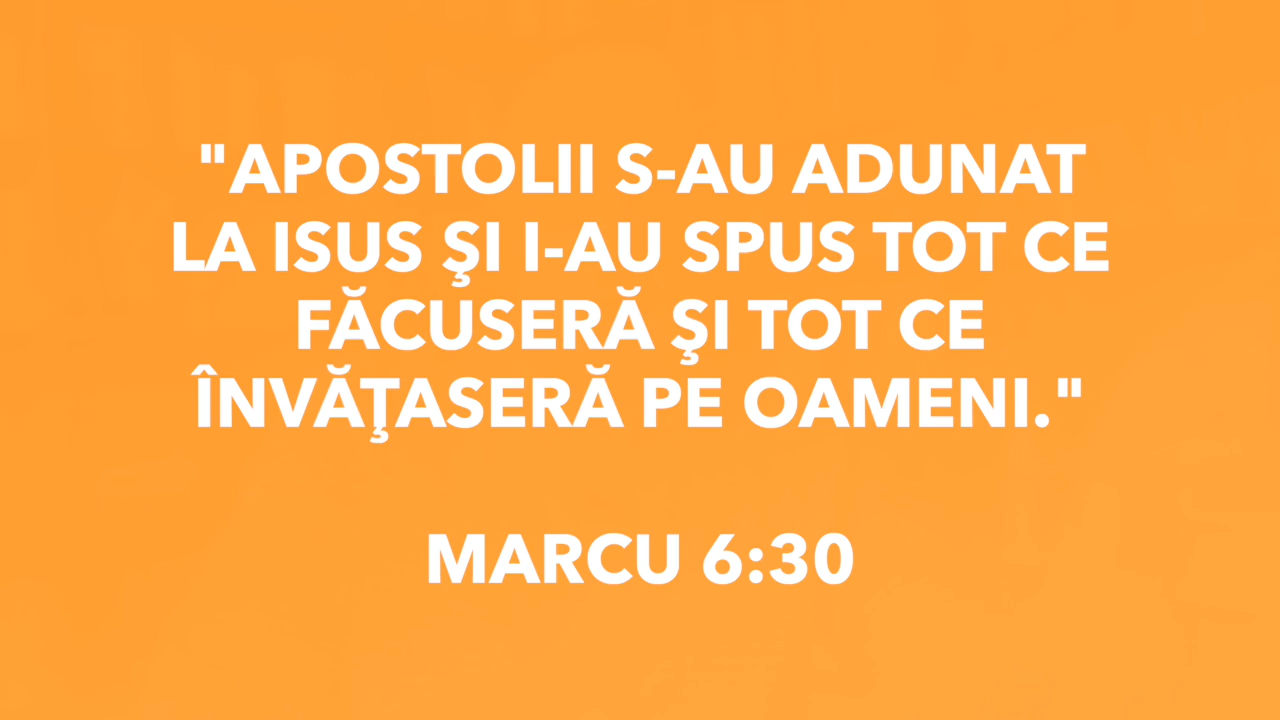 "APOSTOLII S-AU ADUNAT
LA ISUS ŞI I-AU SPUS TOT CE
FĂCUSERĂ ŞI TOT CE
ÎNVĂŢASERĂ PE OAMENI."
MARCU 6:30